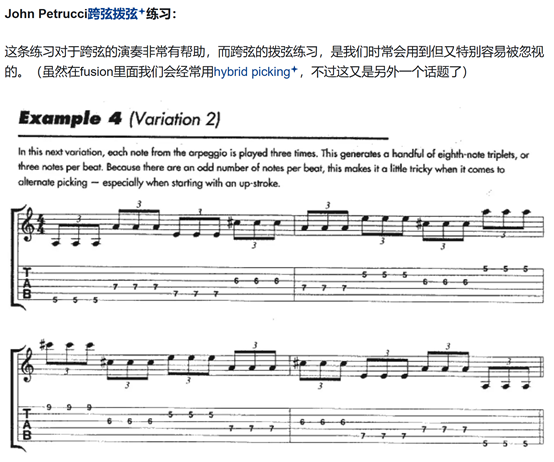 John Petrucci跨弦拨弦练习：
这条练习对于跨弦的演奏非常有帮助，而跨弦的拨弦练习，是我们时常会用到但又特别容易被忽视
的。（虽然在fusion里面我们会经常用hybrid picking，不过这又是另外一个话题了）
Example 4 (Variation 2)
In this next variation, each note from the arpeggio is played three times. This generates a handful of eighth-note triplets, or
three notes per beat. Because there are an odd number of notes per beat, this makes it a little tricky when it comes to
alternate picking — especially when starting with an up-stroke.
3 3 3 3
3 3 3 3
T A B
5 5 5 7 7 7 7 7 7 6 6 6 7 7 7 5 5 5 6 6 6 5 5 5
3 3 3 3
3 3 3 3
T A B
9 9 9 6 6 6 5 5 5 7 7 7 6 6 6 7 7 7 7 7 7 5 5 5